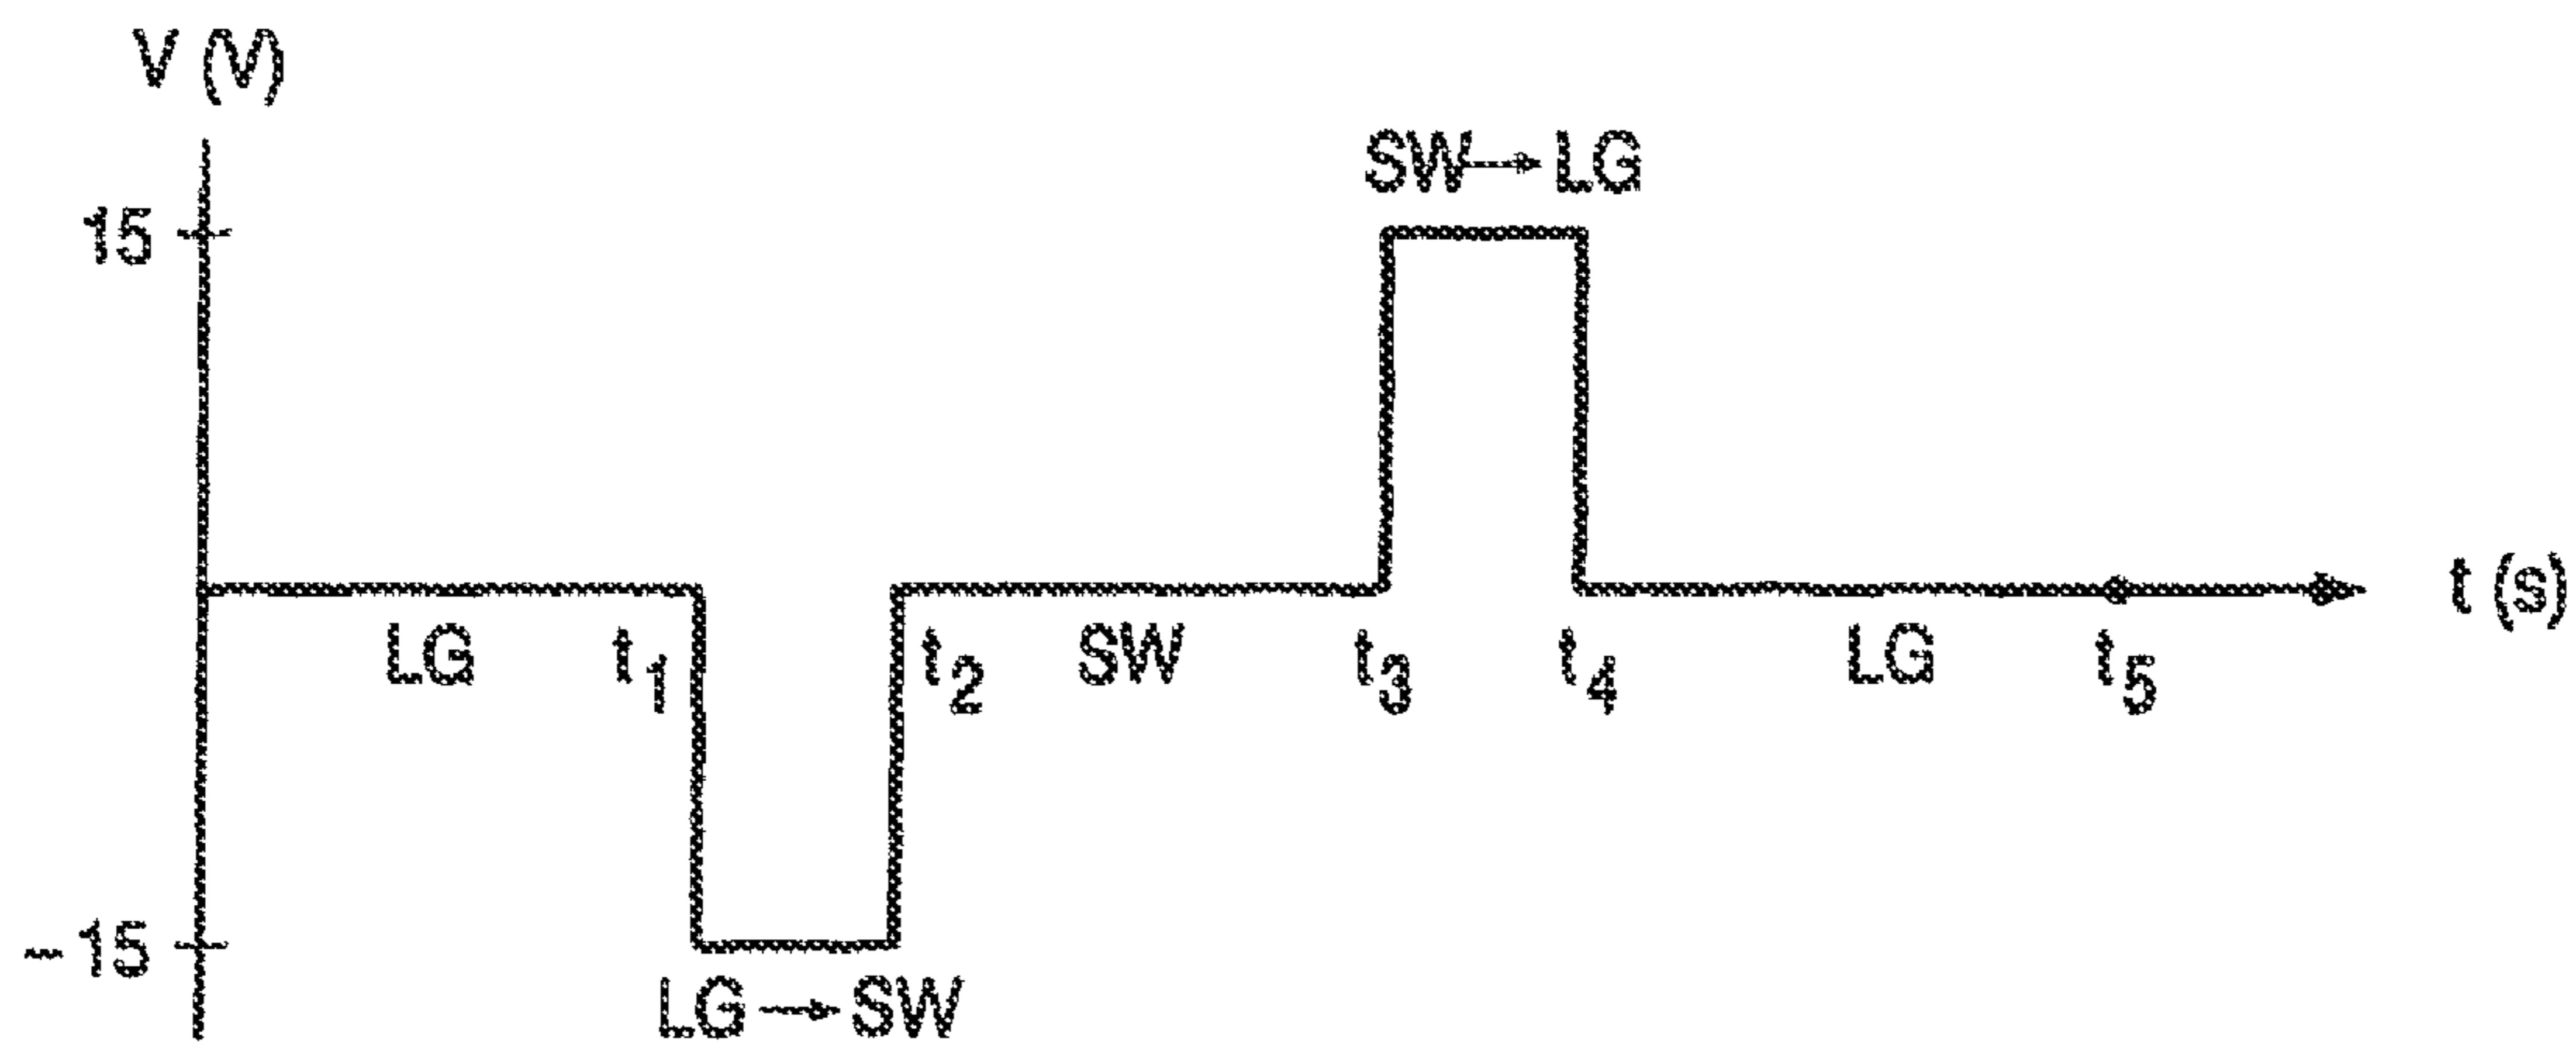 V (V)
SW → LG
15
t (s)
LG t₁ t₂ SW t₃ t₄ LG t₅
-15
LG → SW